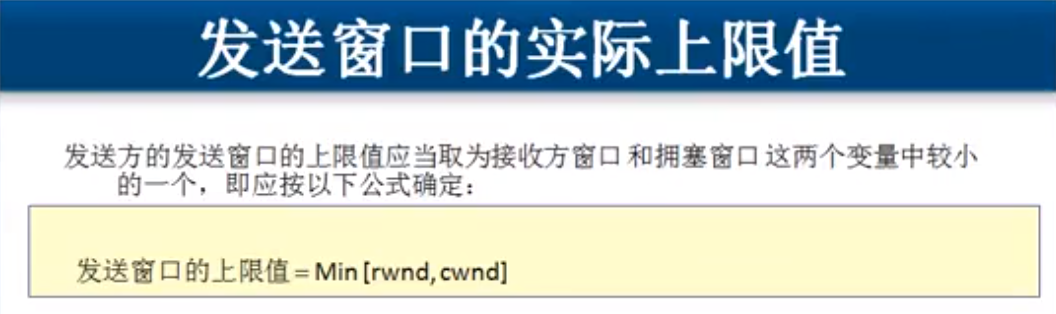 发送窗口的实际上限值
发送方的发送窗口的上限值应当取为接收方窗口和拥塞窗口这两个变量中较小
的一个，即应按以下公式确定：
发送窗口的上限值=Min[rwnd,cwnd]